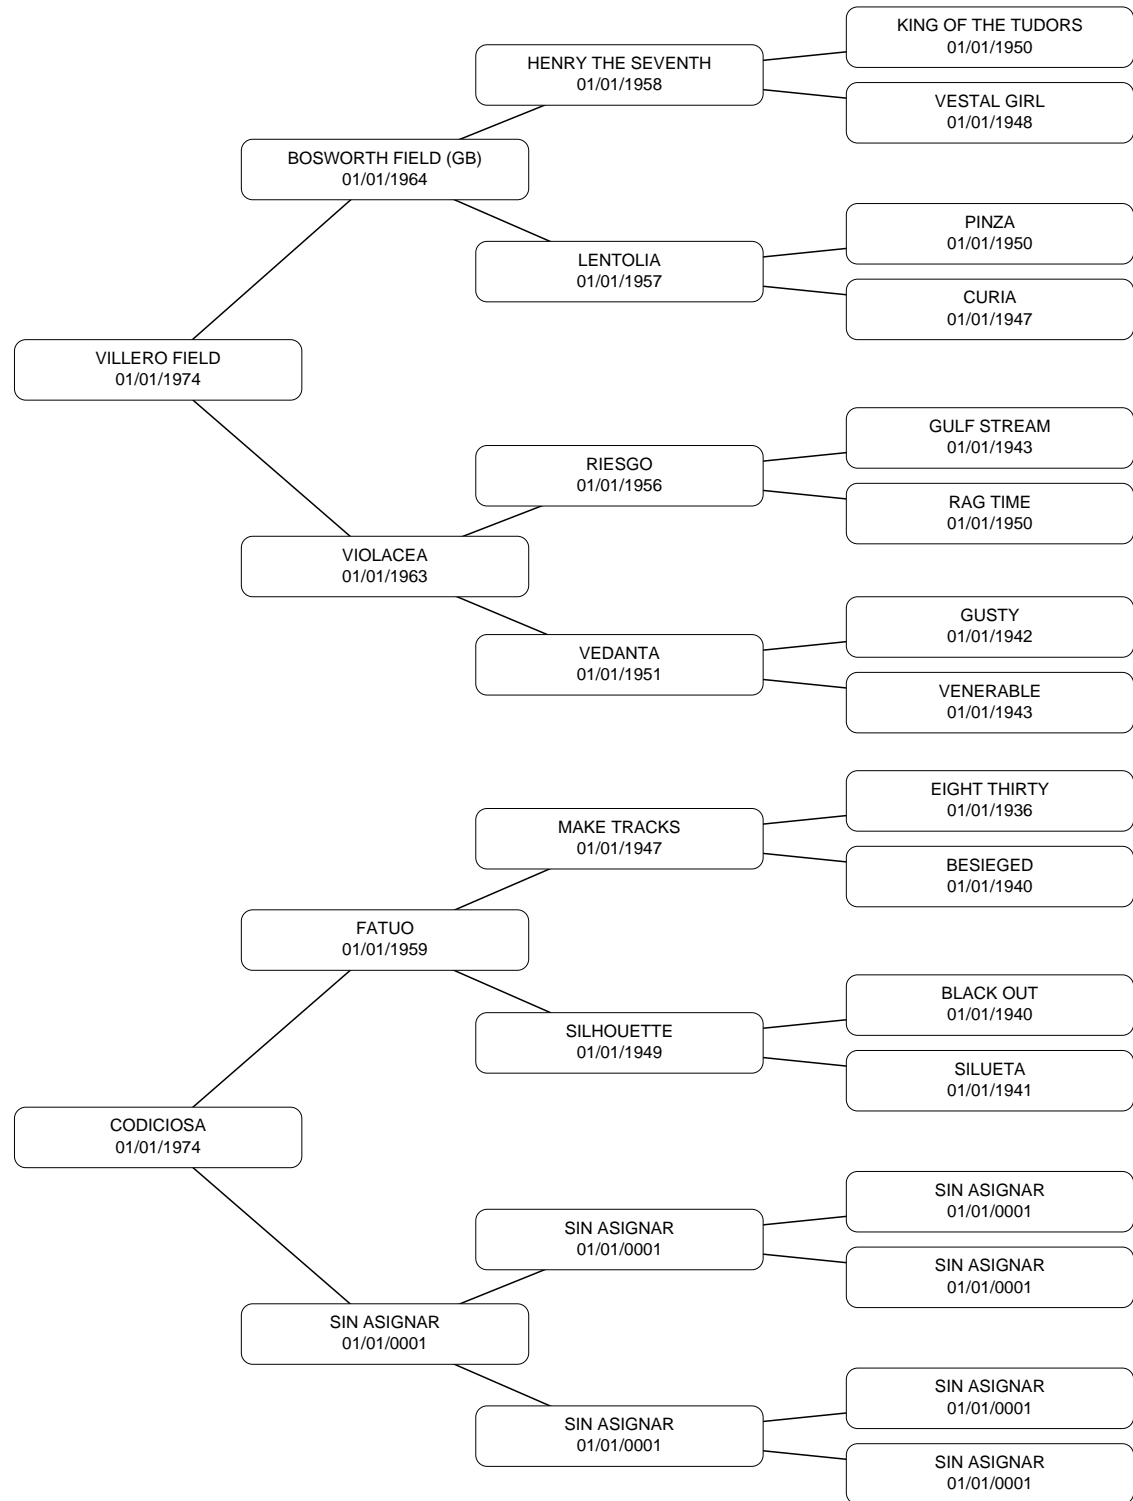 KING OF THE TUDORS
01/01/1950
HENRY THE SEVENTH
01/01/1958
VESTAL GIRL
01/01/1948
BOSWORTH FIELD (GB)
01/01/1964
PINZA
01/01/1950
LENTOLIA
01/01/1957
CURIA
01/01/1947
VILLERO FIELD
01/01/1974
GULF STREAM
01/01/1943
RIESGO
01/01/1956
RAG TIME
01/01/1950
VIOLACEA
01/01/1963
GUSTY
01/01/1942
VEDANTA
01/01/1951
VENERABLE
01/01/1943
EIGHT THIRTY
01/01/1936
MAKE TRACKS
01/01/1947
BESIEGED
01/01/1940
FATUO
01/01/1959
BLACK OUT
01/01/1940
SILHOUETTE
01/01/1949
SILUETA
01/01/1941
CODICIOSA
01/01/1974
SIN ASIGNAR
01/01/0001
SIN ASIGNAR
01/01/0001
SIN ASIGNAR
01/01/0001
SIN ASIGNAR
01/01/0001
SIN ASIGNAR
01/01/0001
SIN ASIGNAR
01/01/0001
SIN ASIGNAR
01/01/0001